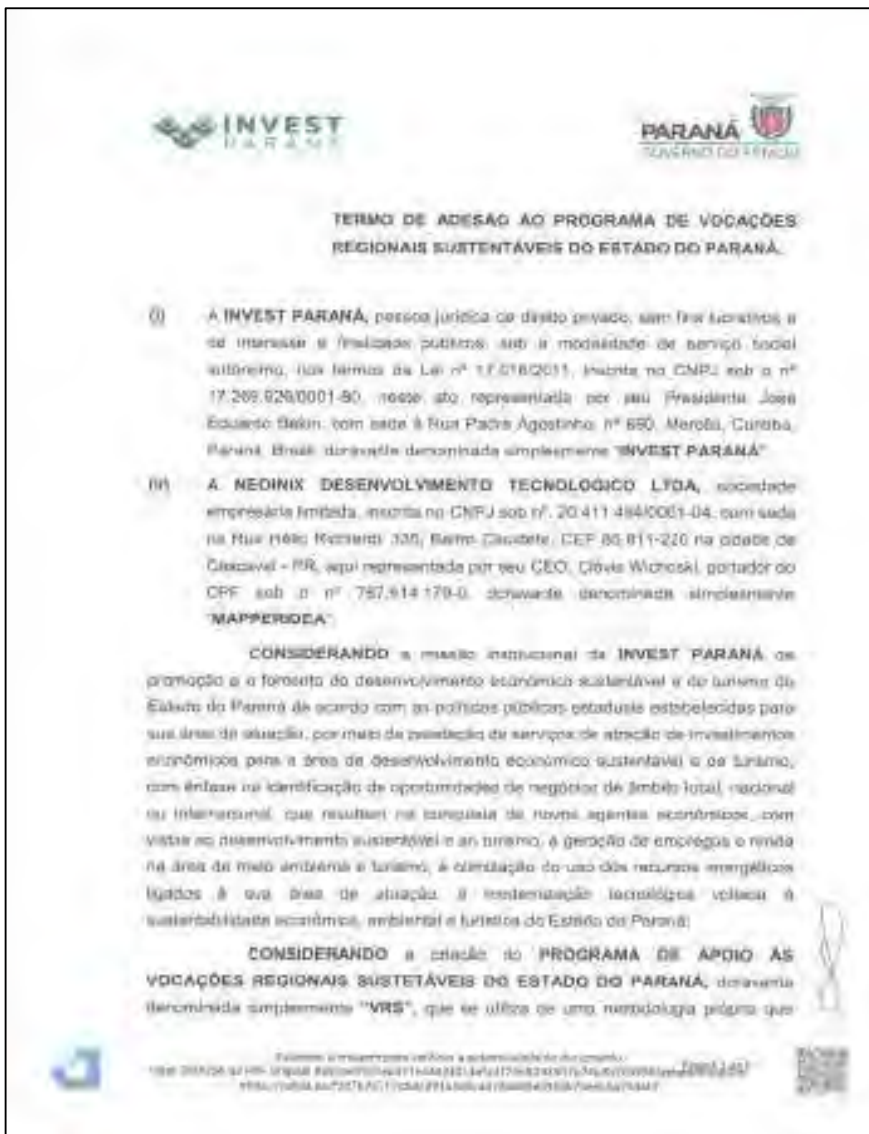 INVEST
PARANÁ
PARANÁ
GOVERNO DO ESTADO
TERMO DE ADESÃO AO PROGRAMA DE VOCAÇÕES
REGIONAIS SUSTENTÁVEIS DO ESTADO DO PARANÁ.
(i) A INVEST PARANÁ, pessoa jurídica de direito privado, sem fins lucrativos e
de interesse e finalidade públicos, sob a modalidade de serviço social
autônomo, nos termos da Lei nº 17.016/2011, inscrita no CNPJ sob o nº
17.269.926/0001-80, neste ato representada por seu Presidente José
Eduardo Bekin, com sede à Rua Padre Agostinho, nº 690, Mercês, Curitiba,
Paraná, Brasil, doravante denominada simplesmente "INVEST PARANÁ"
A NEOINIX DESENVOLVIMENTO TECNOLOGICO LTDA, sociedade
empresária limitada, inscrita no CNPJ sob nº. 20.411.494/0001-04, com sede
na Rua Hélio Richardi, 335, Bairro Claudete, CEP 85.811-220 na cidade de
Cascavel - PR, aqui representada por seu CEO, Clóvis Wichoski, portador do
CPF sob o nº 787.914.179-0, doravante denominada simplesmente
"MAPPERIDEA".
CONSIDERANDO a missão institucional da INVEST PARANÁ de
promoção e o fomento do desenvolvimento econômico sustentável e do turismo do
Estado do Paraná de acordo com as políticas públicas estaduais estabelecidas para
sua área de atuação, por meio da prestação de serviços de atração de investimentos
econômicos para a área de desenvolvimento econômico sustentável e de turismo,
com ênfase na identificação de oportunidades de negócios de âmbito local, nacional
ou internacional, que resultem na conquista de novos agentes econômicos, com
vistas ao desenvolvimento sustentável e ao turismo, à geração de empregos e renda
na área de meio ambiente e turismo, à otimização do uso dos recursos energéticos
ligados à sua área de atuação, à modernização tecnológica voltada à
sustentabilidade econômica, ambiental e turística do Estado do Paraná;
CONSIDERANDO a criação do PROGRAMA DE APOIO ÀS
VOCAÇÕES REGIONAIS SUSTETÁVEIS DO ESTADO DO PARANÁ, doravante
denominada simplesmente "VRS", que se utiliza de uma metodologia própria que